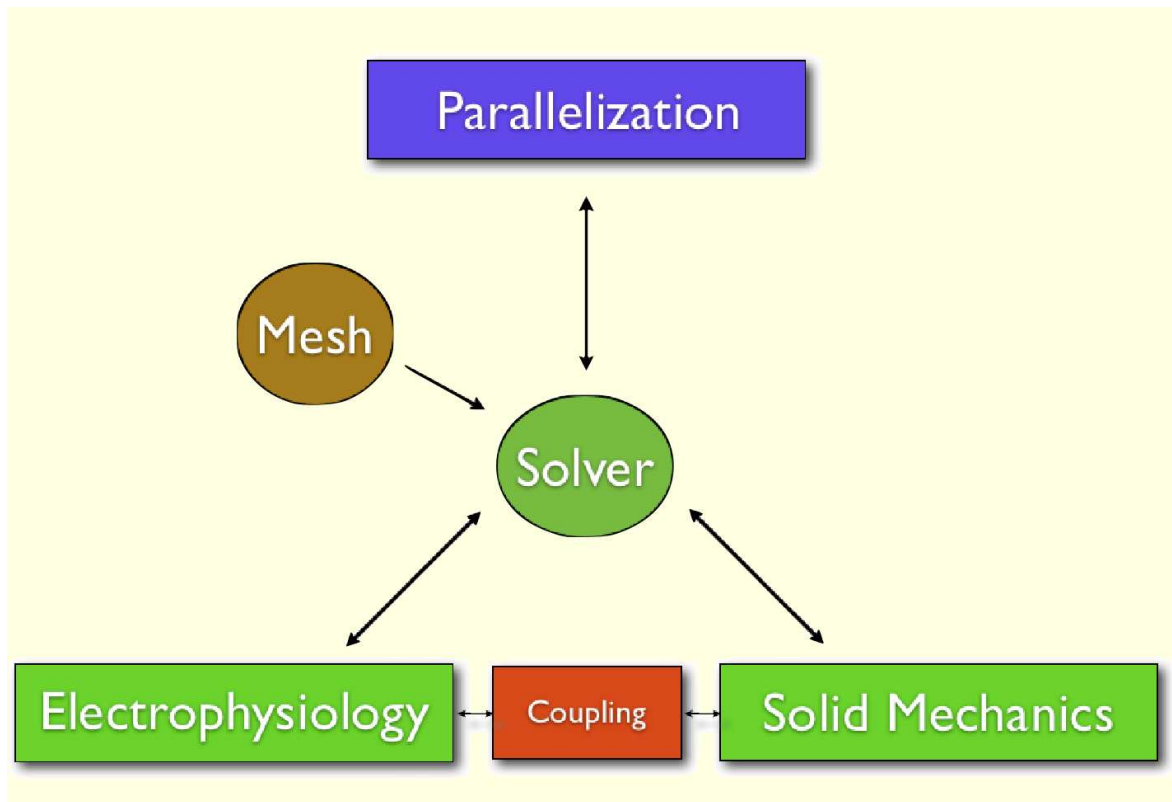 Parallelization
Mesh
Solver
Electrophysiology
Coupling
Solid Mechanics